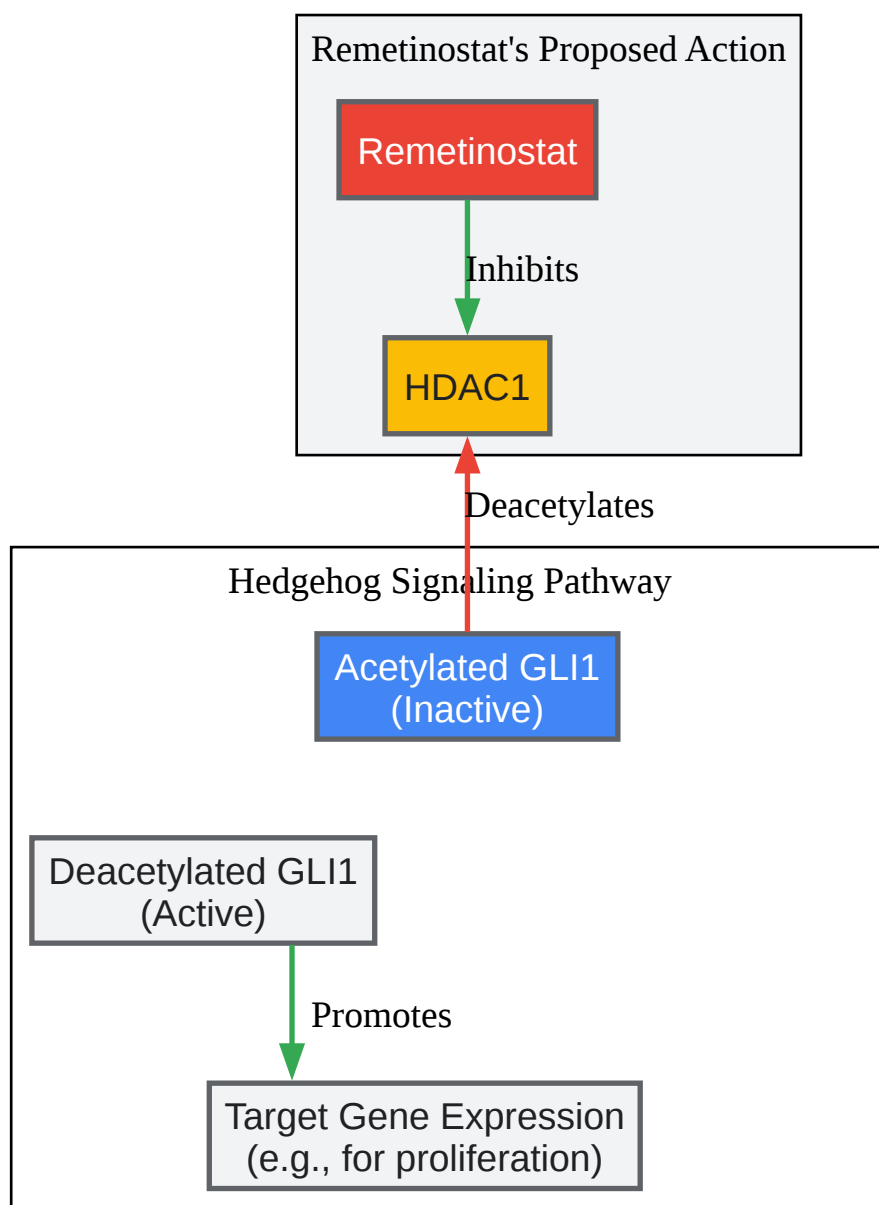 Remetinostat's Proposed Action
Remetinostat
Inhibits
HDAC1
Deacetylates
Hedgehog Signaling Pathway
Acetylated GLI1
(Inactive)
Deacetylated GLI1
(Active)
Promotes
Target Gene Expression
(e.g., for proliferation)